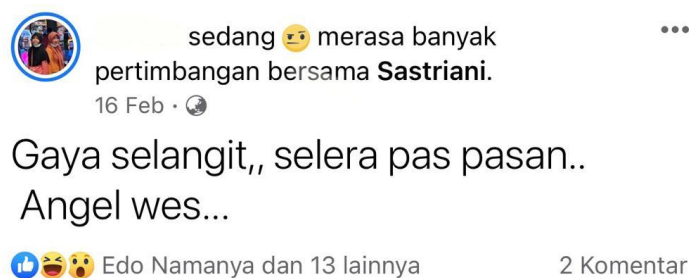 sedang 🤨 merasa banyak
pertimbangan bersama Sastriani.
16 Feb ·
Gaya selangit,, selera pas pasan..
Angel wes...
Edo Namanya dan 13 lainnya 2 Komentar